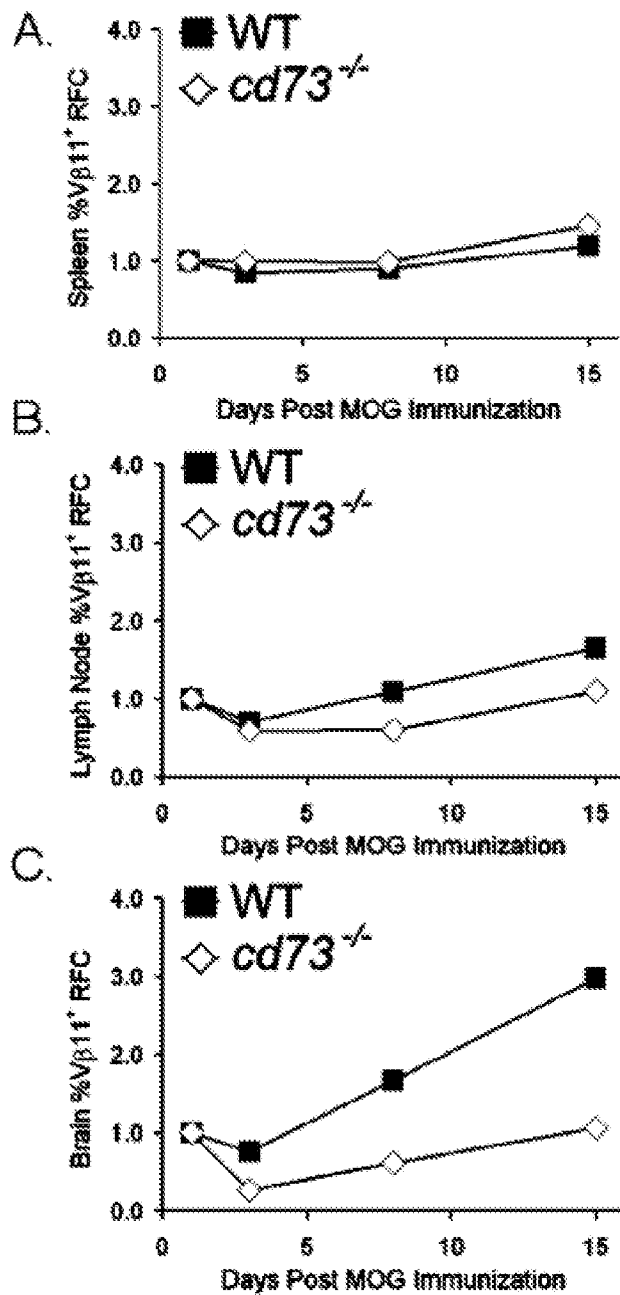 A.
WT
cd73-/-
4.0
3.0
2.0
1.0
0.0
Spleen %Vβ11+ RFC
0 5 10 15
Days Post MOG Immunization
B.
WT
cd73-/-
4.0
3.0
2.0
1.0
0.0
Lymph Node %Vβ11+ RFC
0 5 10 15
Days Post MOG Immunization
C.
WT
cd73-/-
4.0
3.0
2.0
1.0
0.0
Brain %Vβ11+ RFC
0 5 10 15
Days Post MOG Immunization